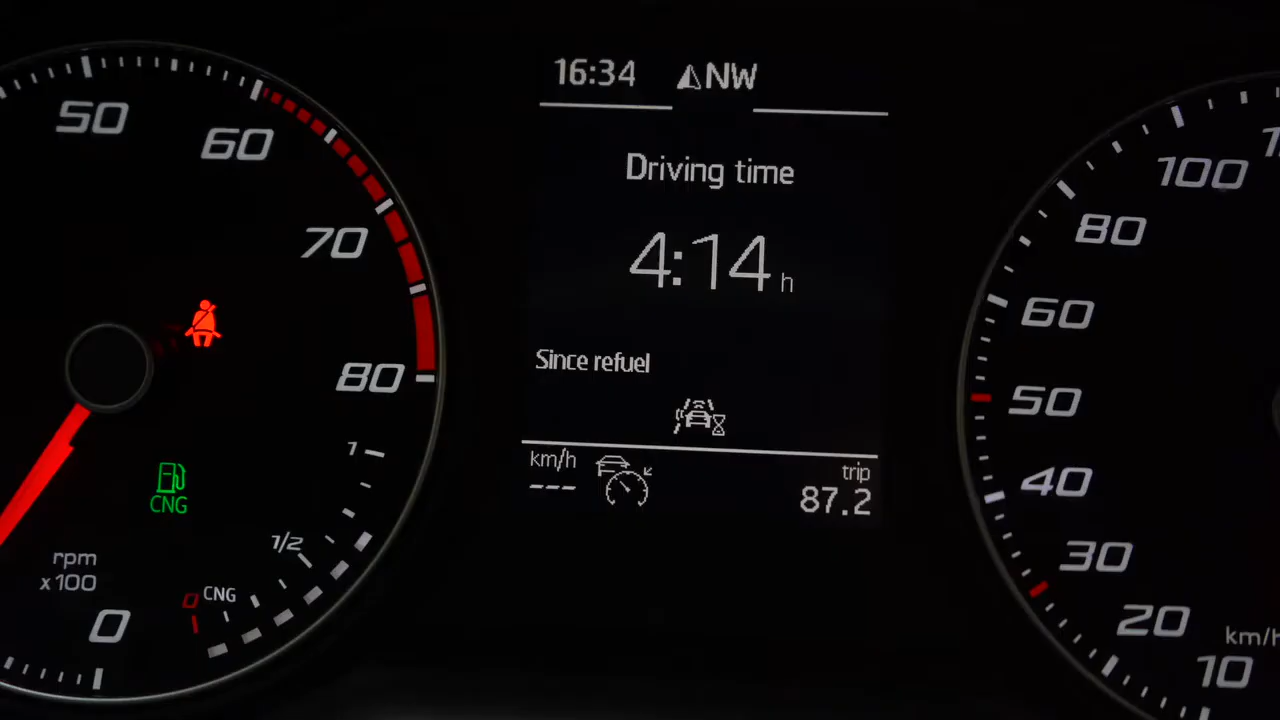 50
60
70
80
1
1/2
CNG
0 CNG
rpm
x100
0
16:34 NW
Driving time
4:14 h
Since refuel
km/h
---
trip
87.2
100
80
60
50
40
30
20
10
km/h